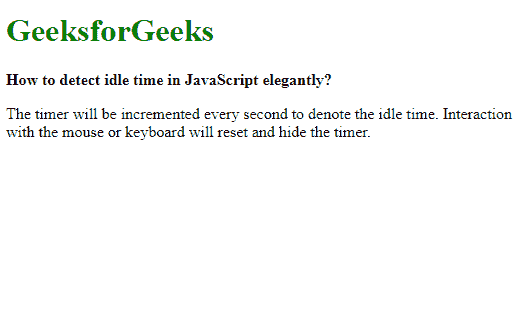 GeeksforGeeks
How to detect idle time in JavaScript elegantly?
The timer will be incremented every second to denote the idle time. Interaction
with the mouse or keyboard will reset and hide the timer.